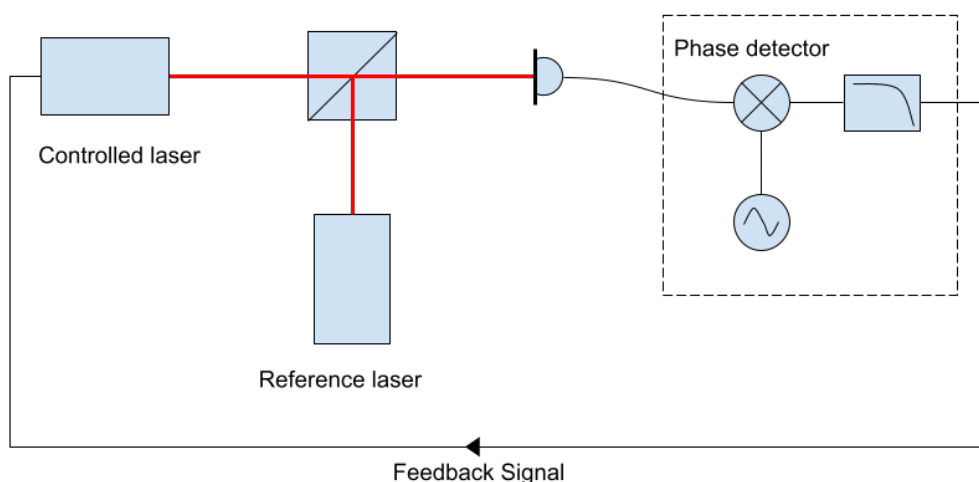 Phase detector
Controlled laser
Reference laser
Feedback Signal